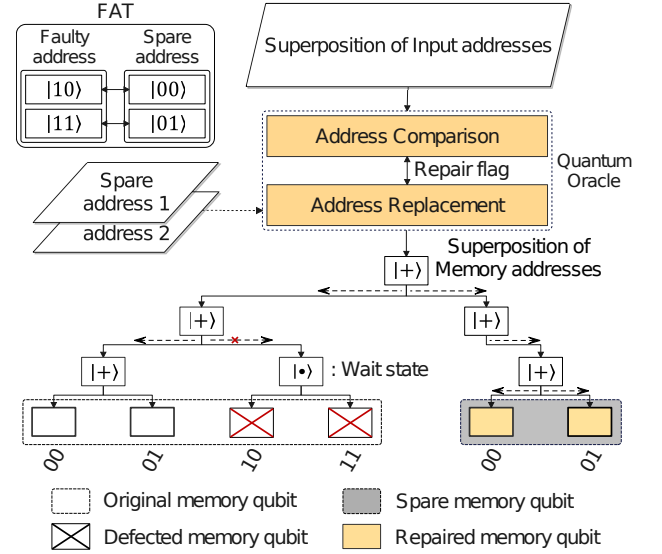 FAT
Faulty address
Spare address
|10⟩
|00⟩
|11⟩
|01⟩
Superposition of Input addresses
Address Comparison
Repair flag
Address Replacement
Quantum
Oracle
Spare
address 1
address 2
Superposition of
Memory addresses
|+⟩
|+⟩
|+⟩
|+⟩
|•⟩
: Wait state
|+⟩
00
01
10
11
00
01
Original memory qubit
Spare memory qubit
Defected memory qubit
Repaired memory qubit